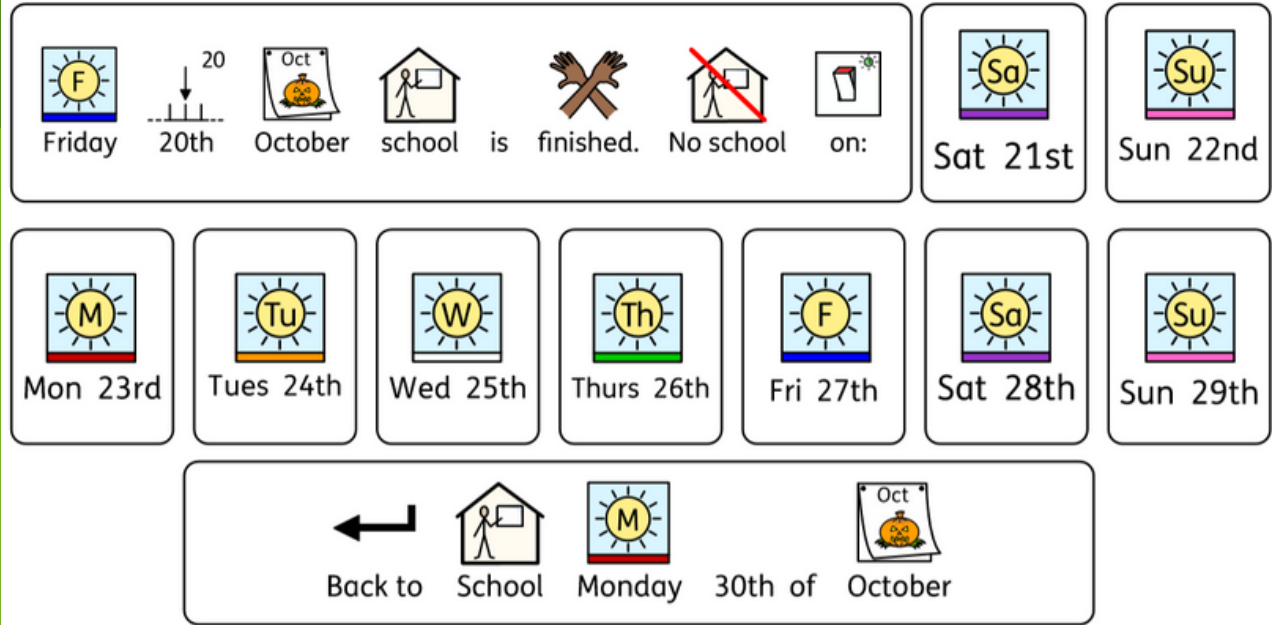 F 20 Oct
Friday 20th October school is finished. No school on:
Sa
Sat 21st
Su
Sun 22nd
M
Mon 23rd
Tu
Tues 24th
W
Wed 25th
Th
Thurs 26th
F
Fri 27th
Sa
Sat 28th
Su
Sun 29th
M Oct
Back to School Monday 30th of October